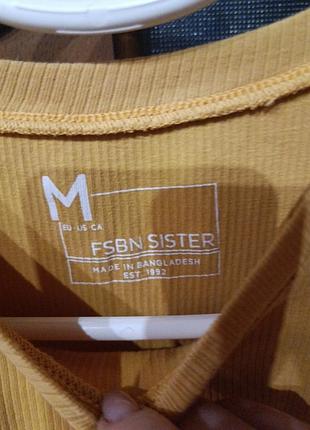 M
EU·US·CA
FSBN SISTER
MADE IN BANGLADESH
EST. 1992